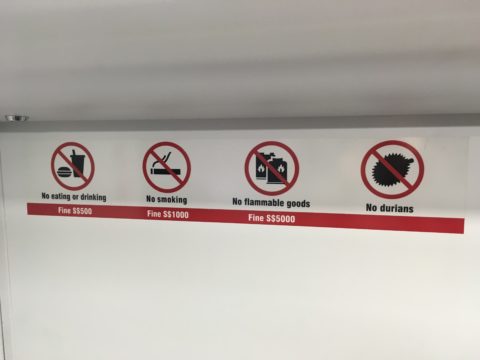 No eating or drinking
Fine S$500
No smoking
Fine S$1000
No flammable goods
Fine S$5000
No durians